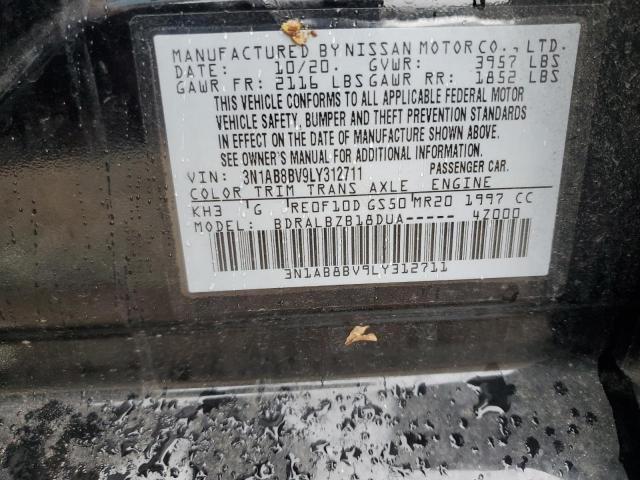 MANUFACTURED BY NISSAN MOTOR CO., LTD.
DATE: 10/20. GVWR: 3957 LBS
GAWR FR: 2116 LBS GAWR RR: 1852 LBS
THIS VEHICLE CONFORMS TO ALL APPLICABLE FEDERAL MOTOR
VEHICLE SAFETY, BUMPER AND THEFT PREVENTION STANDARDS
IN EFFECT ON THE DATE OF MANUFACTURE SHOWN ABOVE.
SEE OWNER'S MANUAL FOR ADDITIONAL INFORMATION.
VIN: 3N1AB8BV9LY312711 PASSENGER CAR.
COLOR TRIM TRANS AXLE ENGINE
KH3 G RE0F10D GS50 MR20 1997 CC
MODEL: BDRALBZB18DUA----- 4Z000
3N1AB8BV9LY312711